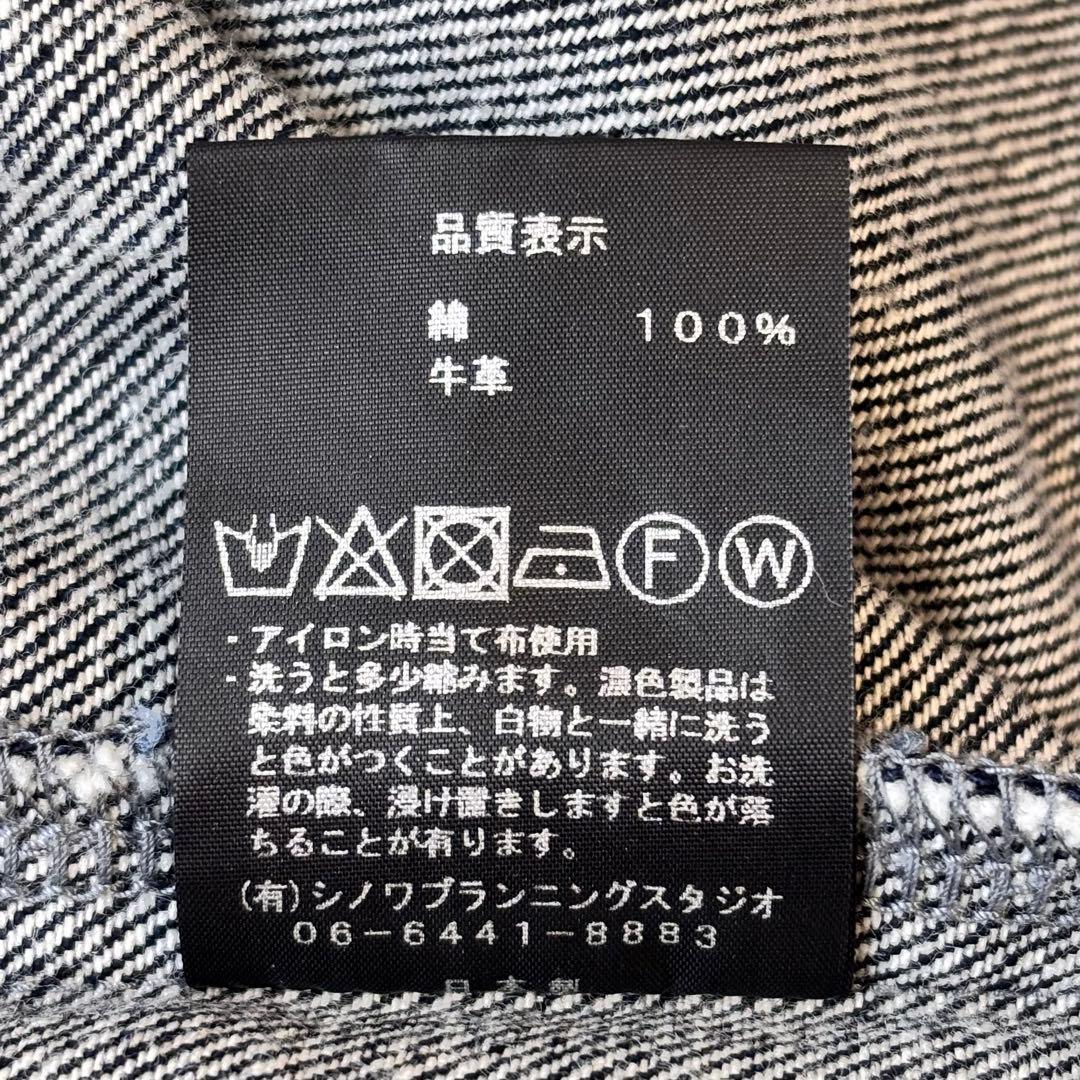 品質表示
綿 100%
牛革
F W
・アイロン時当て布使用
・洗うと多少縮みます。濃色製品は
染料の性質上、白物と一緒に洗う
と色がつくことがあります。お洗
濯の際、浸け置きしますと色が落
ちることが有ります。
(有)シノワプランニングスタジオ
06-6441-8883
日本製